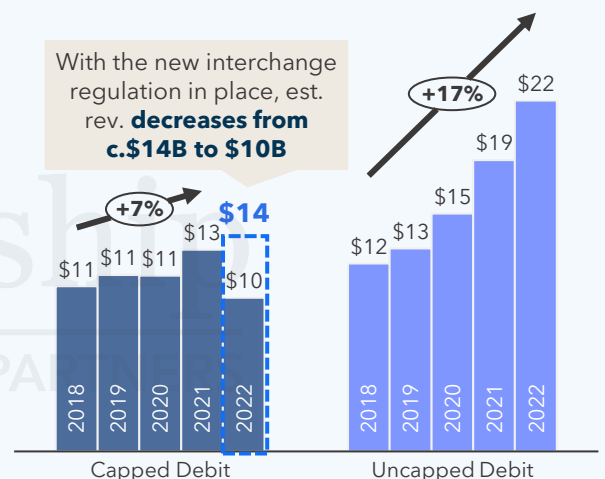 With the new interchange
regulation in place, est.
rev. decreases from
c.$14B to $10B
+7%
$14
$11
$11
$11
$13
$10
2018
2019
2020
2021
2022
Capped Debit
+17%
$12
$13
$15
$19
$22
2018
2019
2020
2021
2022
Uncapped Debit
ship
PARTNERS